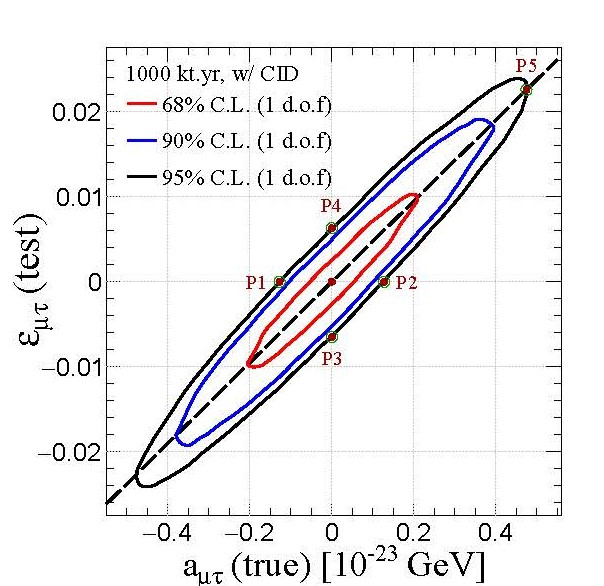 1000 kt.yr, w/ CID
68% C.L. (1 d.o.f)
90% C.L. (1 d.o.f)
95% C.L. (1 d.o.f)
P5
P4
P1
P2
P3
0.02
0.01
0
−0.01
−0.02
ε_μτ (test)
−0.4
−0.2
0
0.2
0.4
a_μτ (true) [10^-23 GeV]